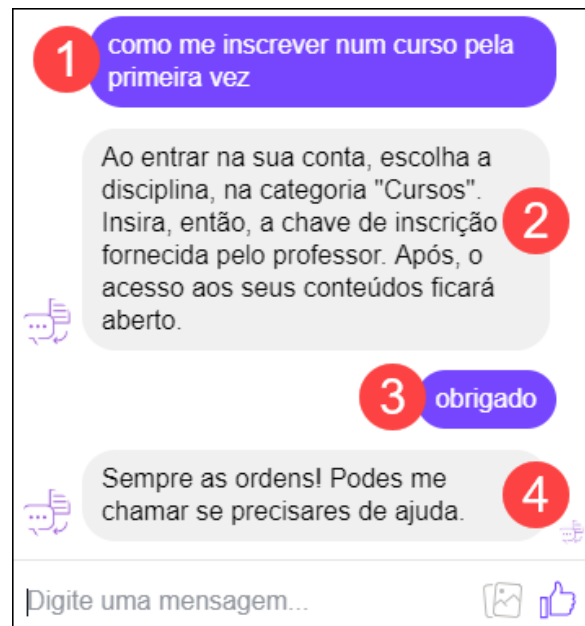 1
como me inscrever num curso pela
primeira vez
Ao entrar na sua conta, escolha a
disciplina, na categoria "Cursos".
Insira, então, a chave de inscrição
fornecida pelo professor. Após, o
acesso aos seus conteúdos ficará
aberto.
2
3
obrigado
Sempre as ordens! Podes me
chamar se precisares de ajuda.
4
Digite uma mensagem...